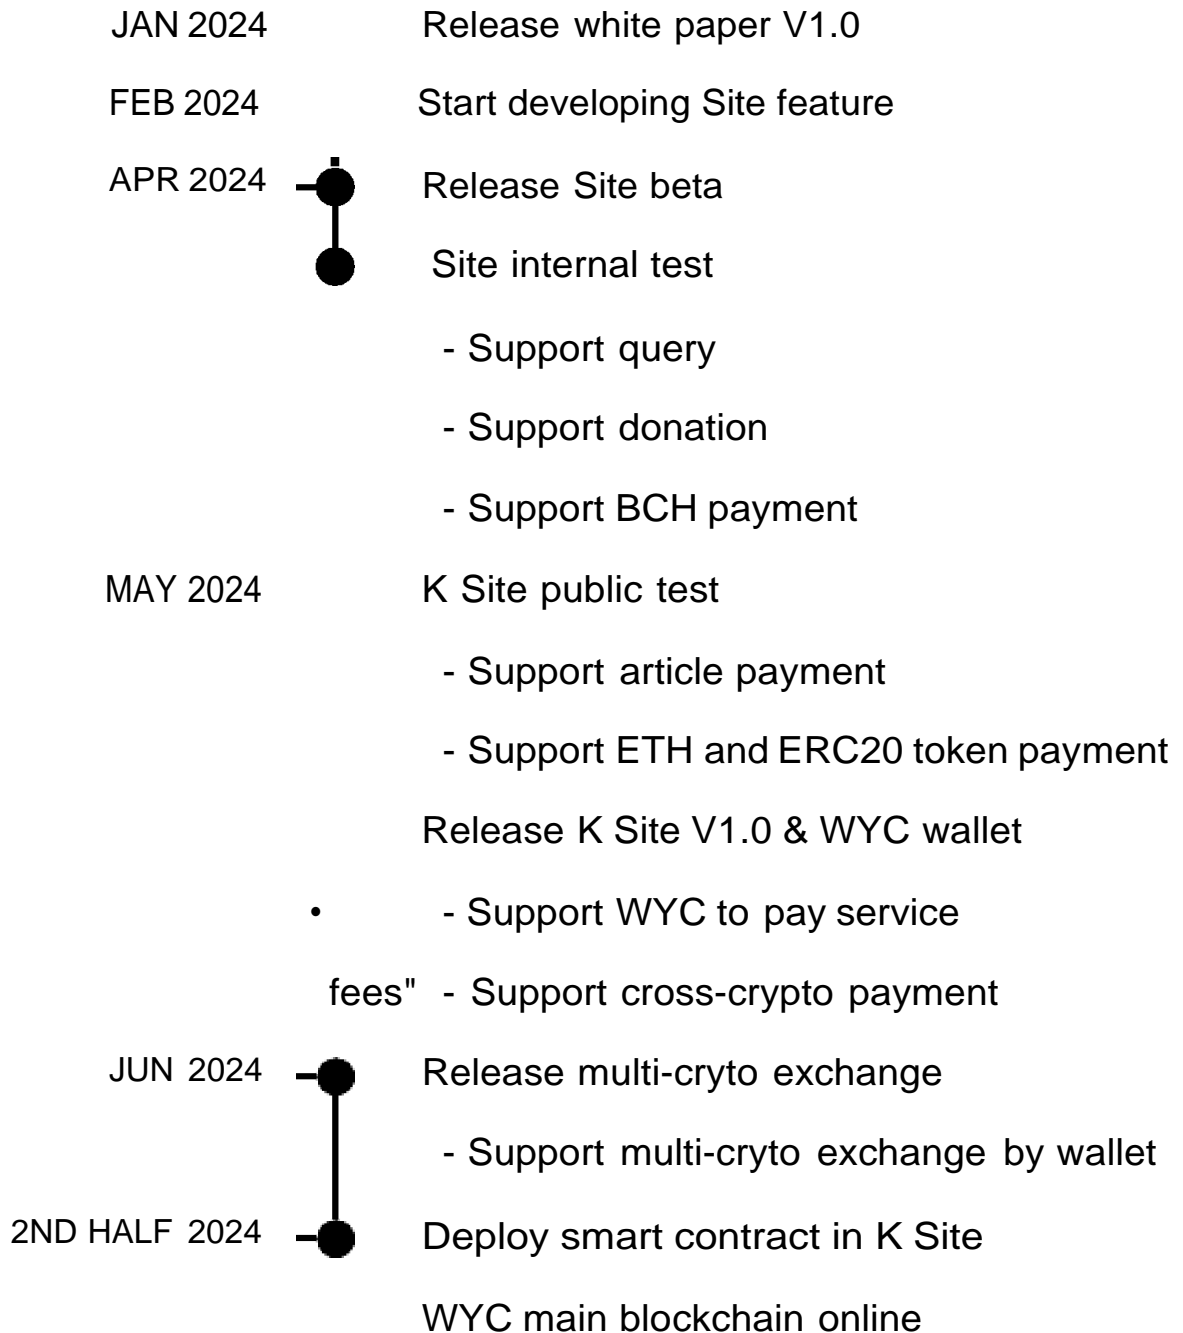 JAN 2024 Release white paper V1.0
FEB 2024 Start developing Site feature
APR 2024 Release Site beta
Site internal test
- Support query
- Support donation
- Support BCH payment
MAY 2024 K Site public test
- Support article payment
- Support ETH and ERC20 token payment
Release K Site V1.0 & WYC wallet
• - Support WYC to pay service
fees" - Support cross-crypto payment
JUN 2024 Release multi-cryto exchange
- Support multi-cryto exchange by wallet
2ND HALF 2024 Deploy smart contract in K Site
WYC main blockchain online